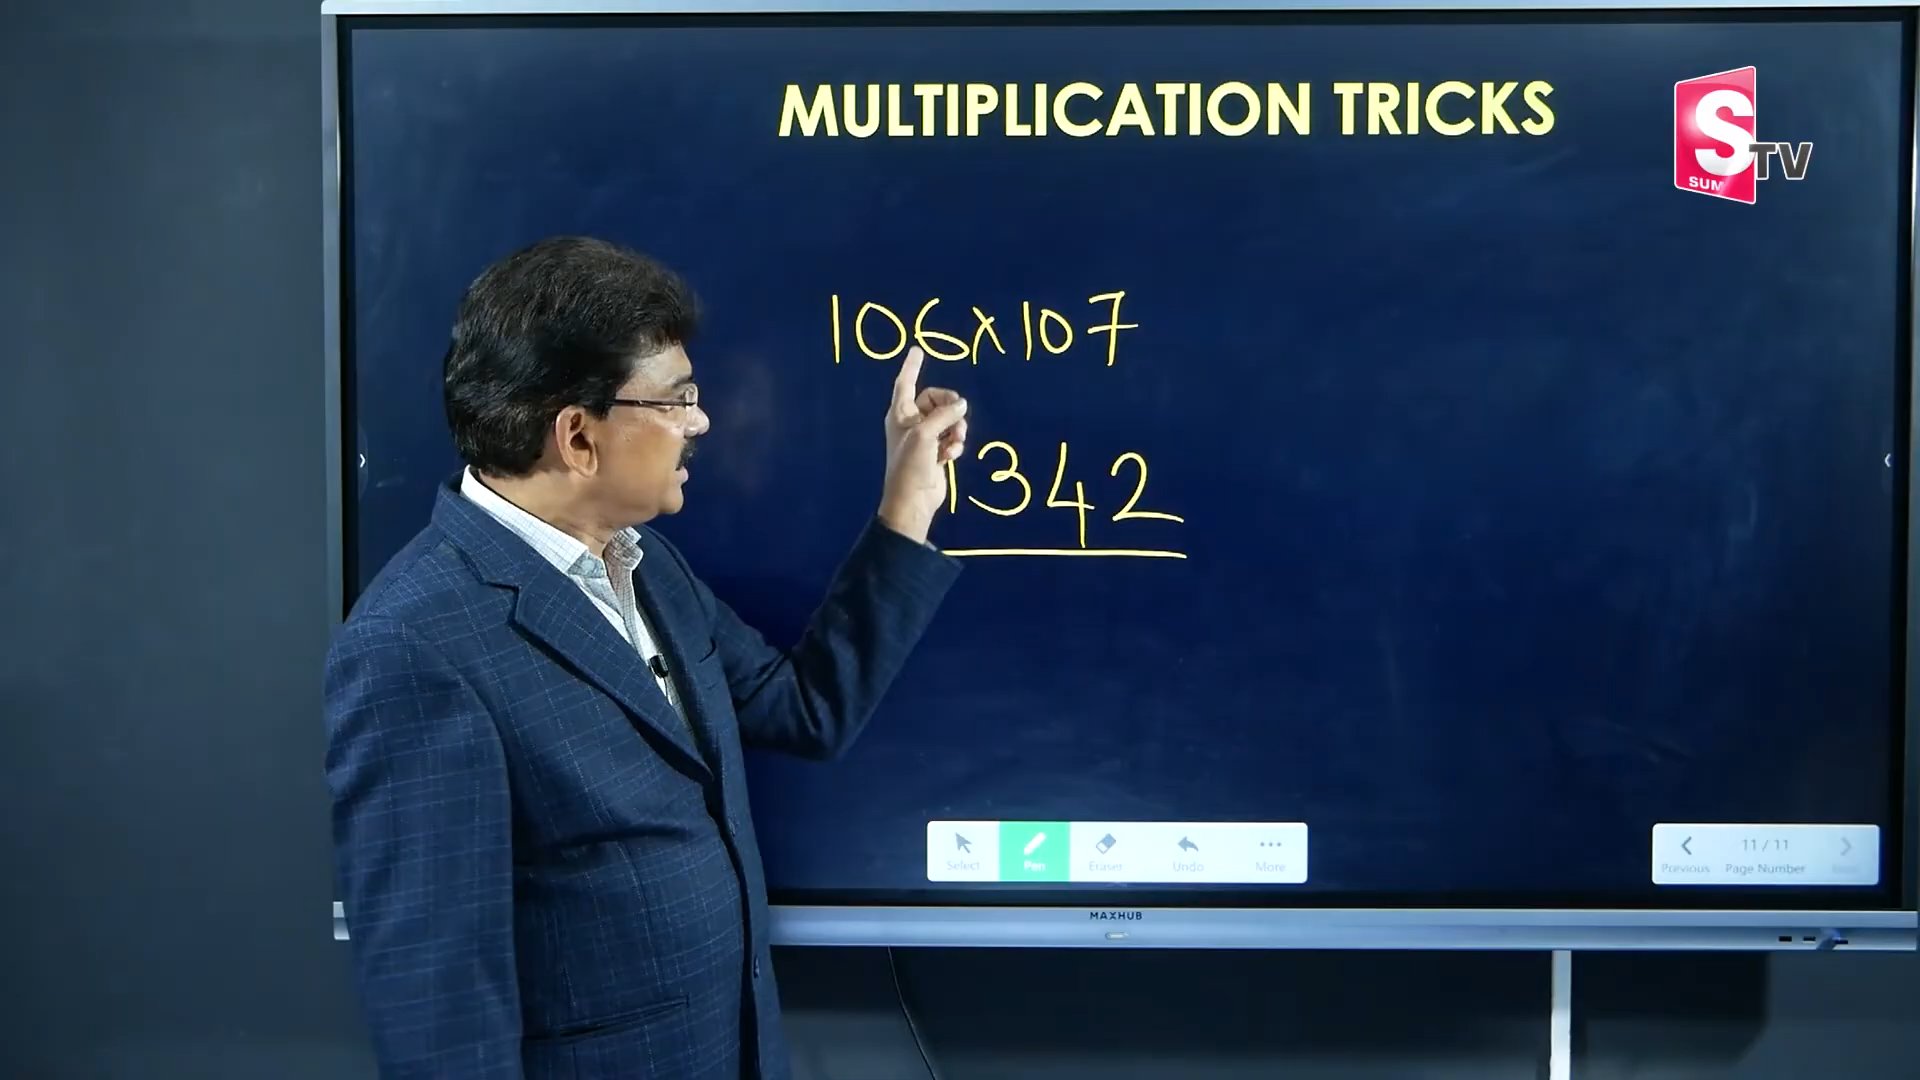 MULTIPLICATION TRICKS
S TV
SUM
106x107
1342
Select Pen Eraser Undo More
11 / 11
Previous Page Number
MAXHUB